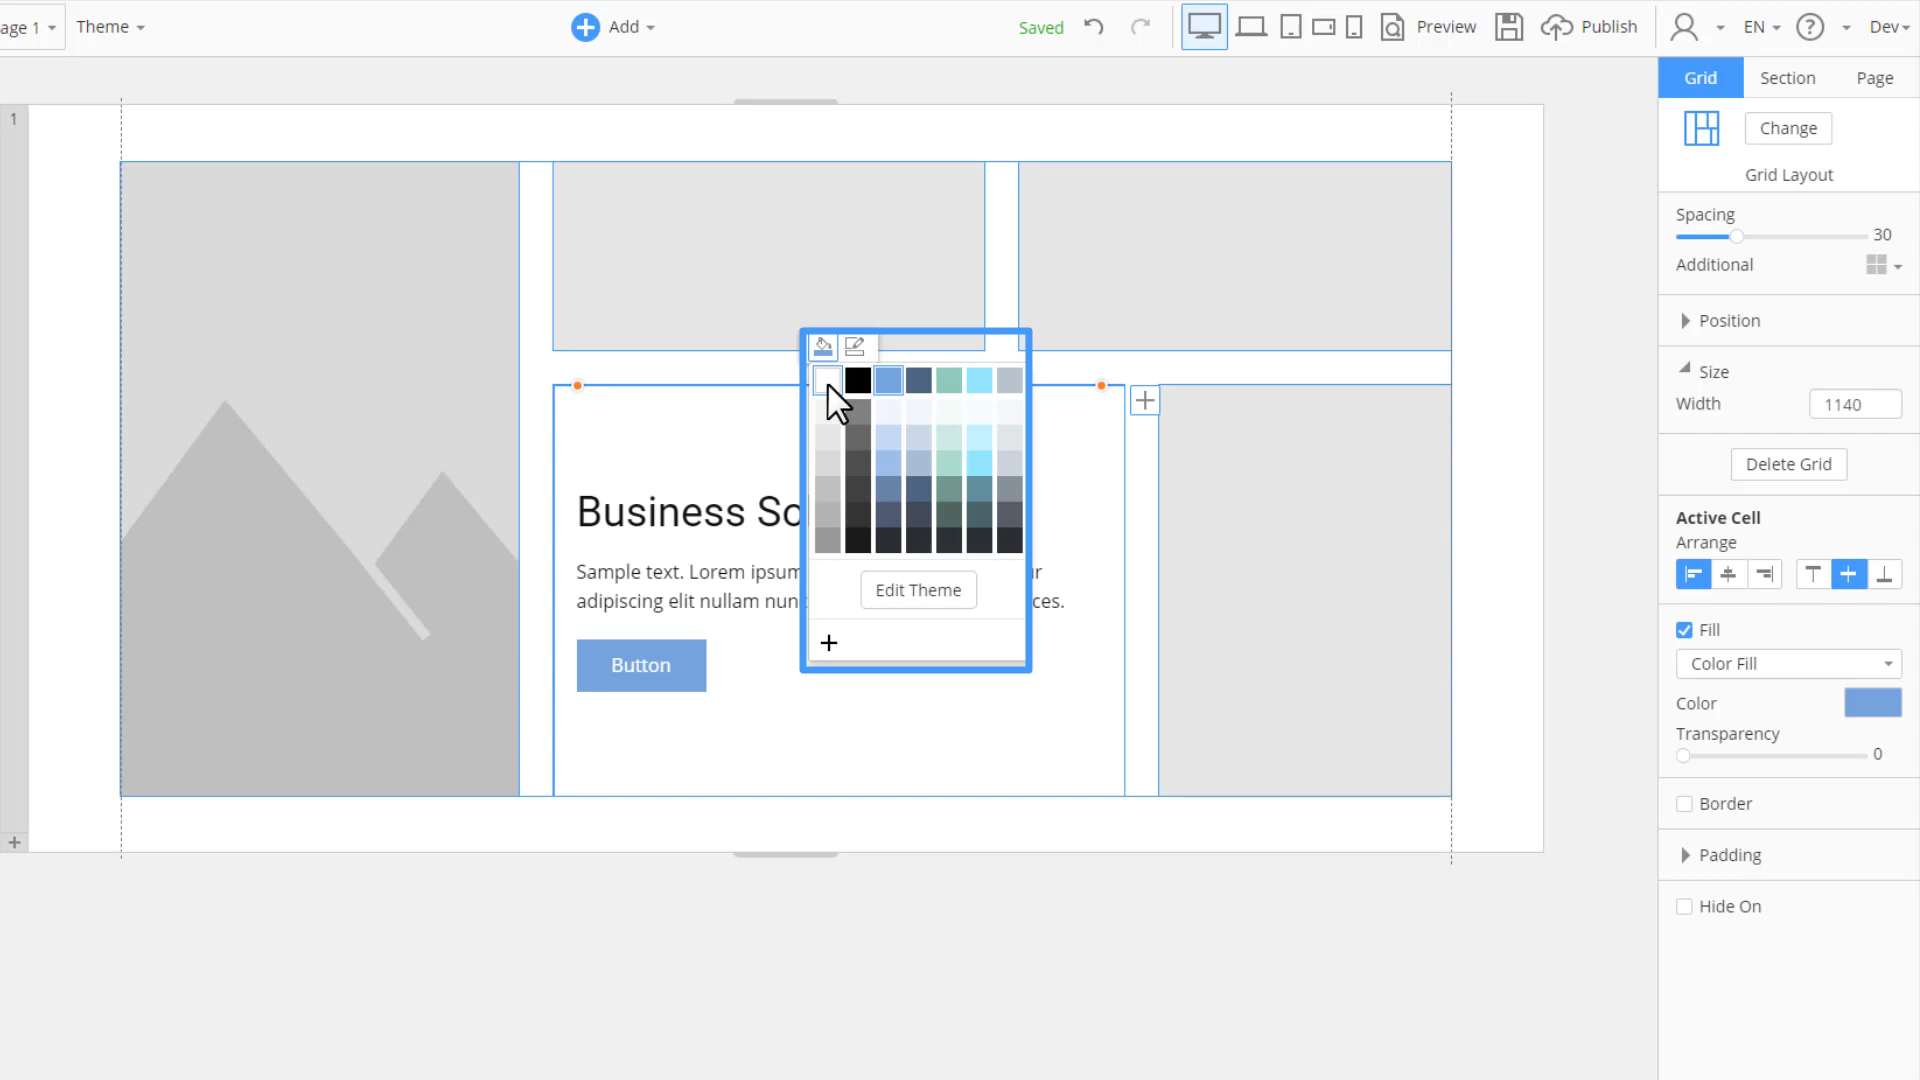 age 1
Theme
Add
Saved
Preview
Publish
EN
Dev
Grid
Section
Page
1
Change
Grid Layout
Spacing
30
Additional
Position
Size
Width
1140
Delete Grid
Active Cell
Arrange
Business So
Sample text. Lorem ipsum
adipiscing elit nullam nunc ces.
Edit Theme
Button
Fill
Color Fill
Color
Transparency
0
Border
Padding
Hide On